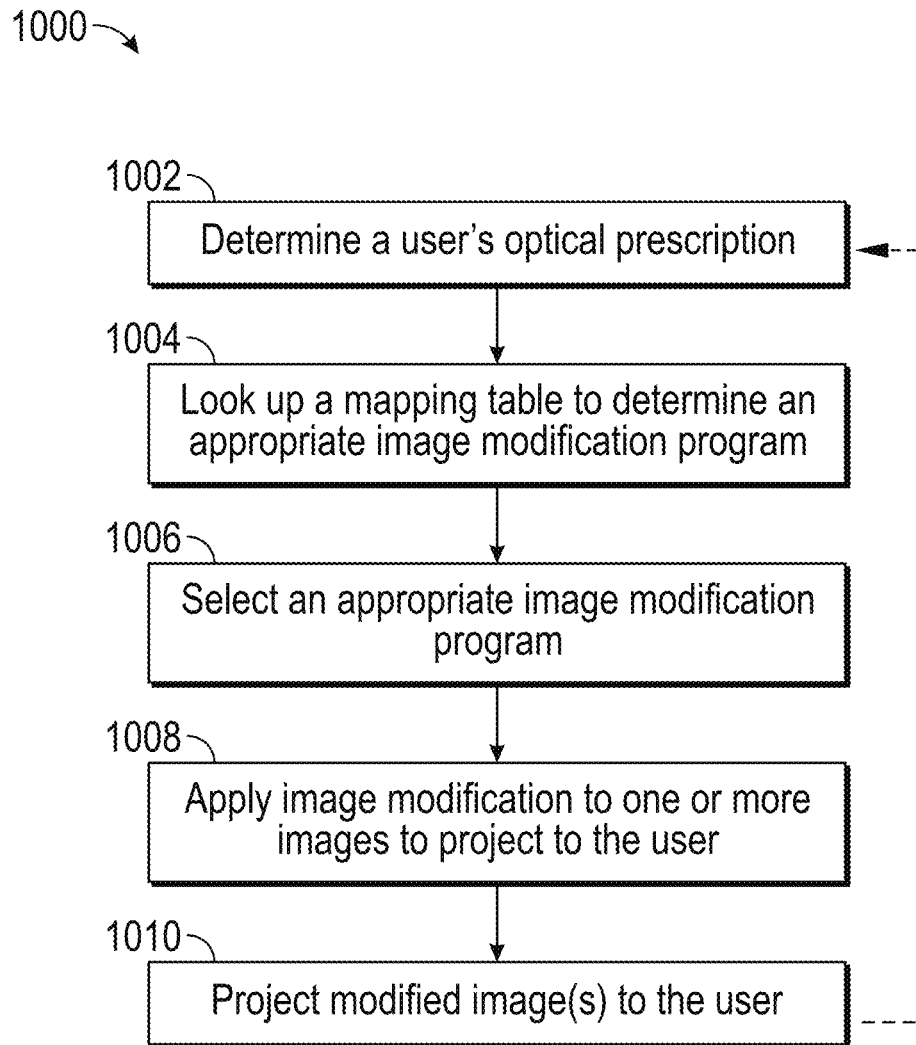 1000
1002
Determine a user's optical prescription
1004
Look up a mapping table to determine an
appropriate image modification program
1006
Select an appropriate image modification
program
1008
Apply image modification to one or more
images to project to the user
1010
Project modified image(s) to the user